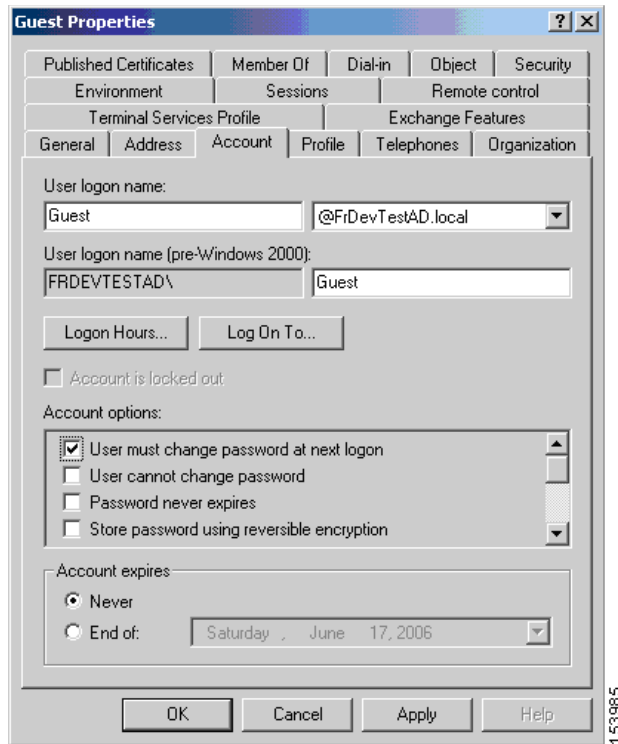 Guest Properties
Published Certificates Member Of Dial-in Object Security
Environment Sessions Remote control
Terminal Services Profile Exchange Features
General Address Account Profile Telephones Organization
User logon name:
Guest @FrDevTestAD.local
User logon name (pre-Windows 2000):
FRDEVTESTAD\ Guest
Logon Hours... Log On To...
Account is locked out
Account options:
User must change password at next logon
User cannot change password
Password never expires
Store password using reversible encryption
Account expires
Never
End of: Saturday , June 17, 2006
OK Cancel Apply Help
153985